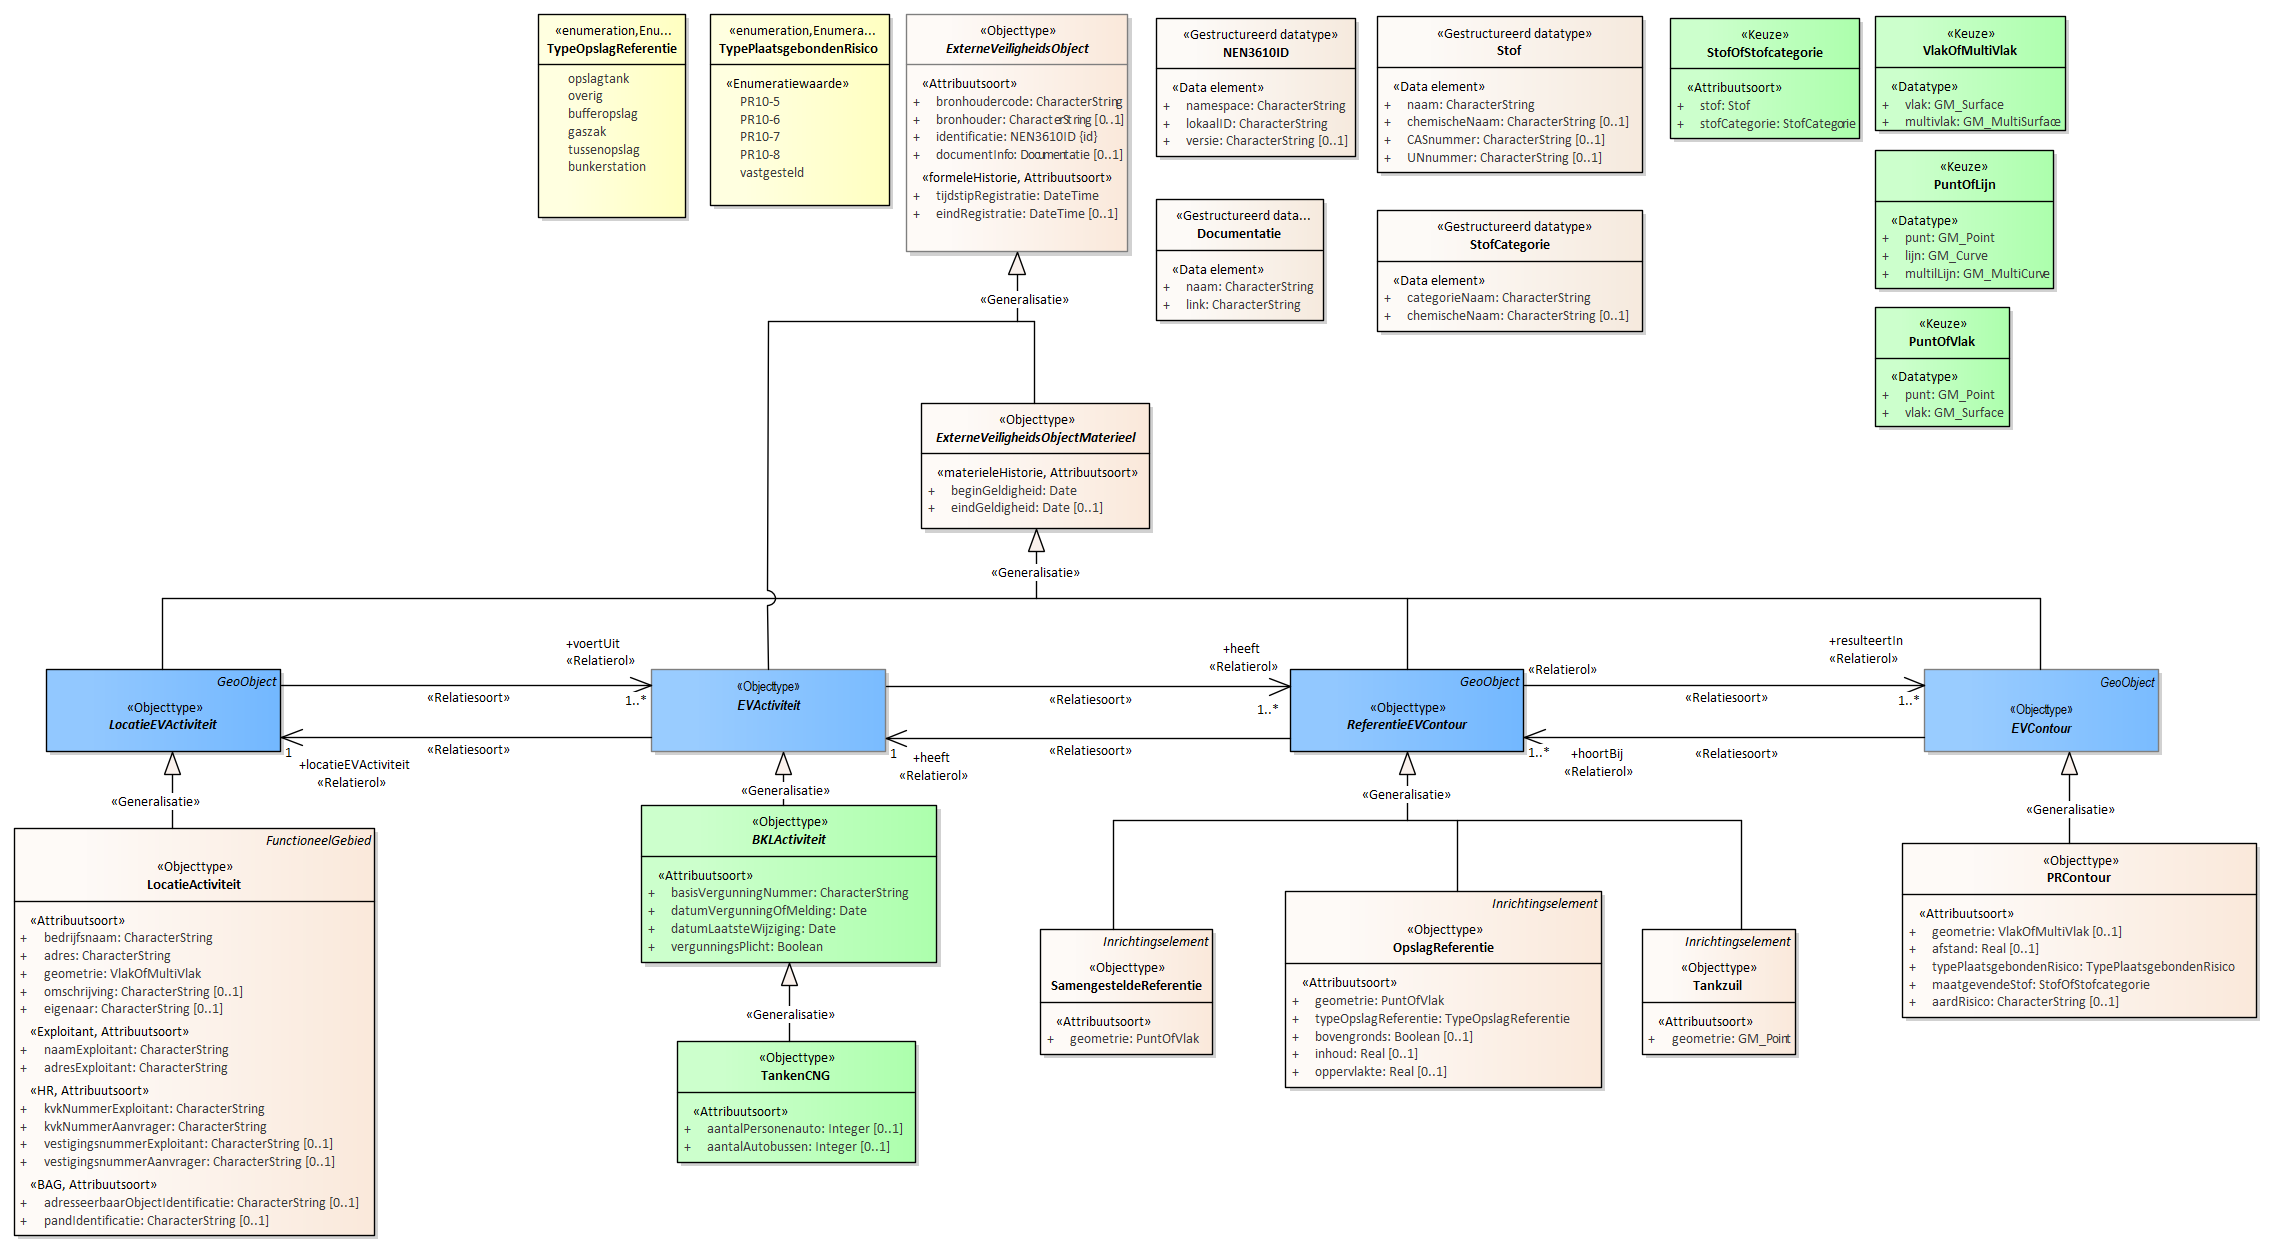 «enumeration,Enu...
TypeOpslagReferentie
opslagtank
overig
bufferopslag
gaszak
tussenopslag
bunkerstation
«enumeration,Enumera...
TypePlaatsgebondenRisico
«Enumeratiewaarde»
PR10-5
PR10-6
PR10-7
PR10-8
vastgesteld
«Objecttype»
ExterneVeiligheidsObject
«Attribuutsoort»
+ bronhoudercode: CharacterString
+ bronhouder: CharacterString [0..1]
+ identificatie: NEN3610ID {id}
+ documentInfo: Documentatie [0..1]
«formeleHistorie, Attribuutsoort»
+ tijdstipRegistratie: DateTime
+ eindRegistratie: DateTime [0..1]
«Gestructureerd datatype»
NEN3610ID
«Data element»
+ namespace: CharacterString
+ lokaalID: CharacterString
+ versie: CharacterString [0..1]
«Gestructureerd data...
Documentatie
«Data element»
+ naam: CharacterString
+ link: CharacterString
«Gestructureerd datatype»
Stof
«Data element»
+ naam: CharacterString
+ chemischeNaam: CharacterString [0..1]
+ CASnummer: CharacterString [0..1]
+ UNnummer: CharacterString [0..1]
«Gestructureerd datatype»
StofCategorie
«Data element»
+ categorieNaam: CharacterString
+ chemischeNaam: CharacterString [0..1]
«Keuze»
StofOfStofcategorie
«Attribuutsoort»
+ stof: Stof
+ stofCategorie: StofCategorie
«Keuze»
VlakOfMultiVlak
«Datatype»
+ vlak: GM_Surface
+ multivlak: GM_MultiSurface
«Keuze»
PuntOfLijn
«Datatype»
+ punt: GM_Point
+ lijn: GM_Curve
+ multilLijn: GM_MultiCurve
«Keuze»
PuntOfVlak
«Datatype»
+ punt: GM_Point
+ vlak: GM_Surface
«Generalisatie»
«Objecttype»
ExterneVeiligheidsObjectMaterieel
«materieleHistorie, Attribuutsoort»
+ beginGeldigheid: Date
+ eindGeldigheid: Date [0..1]
«Generalisatie»
GeoObject
«Objecttype»
LocatieEVActiviteit
+voertUit
«Relatierol»
«Relatiesoort»
1..*
«Relatiesoort»
1
+locatieEVActiviteit
«Relatierol»
«Objecttype»
EVActiviteit
+heeft
«Relatierol»
«Relatiesoort»
1..*
«Relatiesoort»
1
+heeft
«Relatierol»
GeoObject
«Objecttype»
ReferentieEVContour
«Relatierol»
+resulteertIn
«Relatierol»
«Relatiesoort»
1..*
«Relatiesoort»
1..*
+hoortBij
«Relatierol»
GeoObject
«Objecttype»
EVContour
«Generalisatie»
FunctioneelGebied
«Objecttype»
LocatieActiviteit
«Attribuutsoort»
+ bedrijfsnaam: CharacterString
+ adres: CharacterString
+ geometrie: VlakOfMultiVlak
+ omschrijving: CharacterString [0..1]
+ eigenaar: CharacterString [0..1]
«Exploitant, Attribuutsoort»
+ naamExploitant: CharacterString
+ adresExploitant: CharacterString
«HR, Attribuutsoort»
+ kvkNummerExploitant: CharacterString
+ kvkNummerAanvrager: CharacterString
+ vestigingsnummerExploitant: CharacterString [0..1]
+ vestigingsnummerAanvrager: CharacterString [0..1]
«BAG, Attribuutsoort»
+ adresseerbaarObjectIdentificatie: CharacterString [0..1]
+ pandIdentificatie: CharacterString [0..1]
«Generalisatie»
«Objecttype»
BKLActiviteit
«Attribuutsoort»
+ basisVergunningNummer: CharacterString
+ datumVergunningOfMelding: Date
+ datumLaatsteWijziging: Date
+ vergunningsPlicht: Boolean
«Generalisatie»
«Objecttype»
TankenCNG
«Attribuutsoort»
+ aantalPersonenauto: Integer [0..1]
+ aantalAutobussen: Integer [0..1]
«Generalisatie»
Inrichtingselement
«Objecttype»
SamengesteldeReferentie
«Attribuutsoort»
+ geometrie: PuntOfVlak
Inrichtingselement
«Objecttype»
OpslagReferentie
«Attribuutsoort»
+ geometrie: PuntOfVlak
+ typeOpslagReferentie: TypeOpslagReferentie
+ bovengronds: Boolean [0..1]
+ inhoud: Real [0..1]
+ oppervlakte: Real [0..1]
Inrichtingselement
«Objecttype»
Tankzuil
«Attribuutsoort»
+ geometrie: GM_Point
«Generalisatie»
«Objecttype»
PRContour
«Attribuutsoort»
+ geometrie: VlakOfMultiVlak [0..1]
+ afstand: Real [0..1]
+ typePlaatsgebondenRisico: TypePlaatsgebondenRisico
+ maatgevendeStof: StofOfStofcategorie
+ aardRisico: CharacterString [0..1]